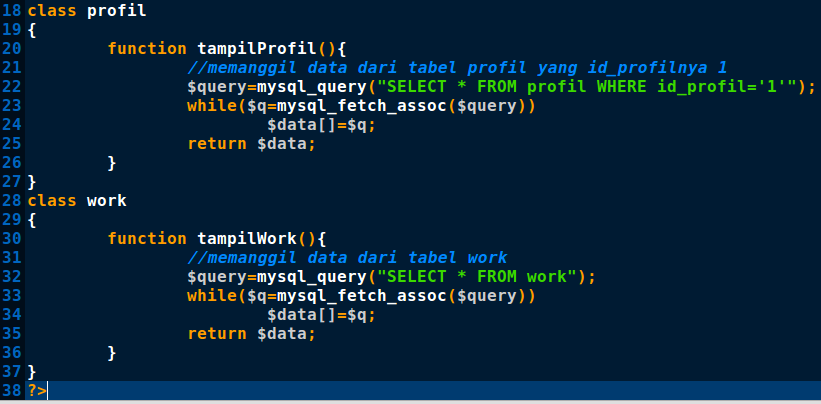 18 class profil
19 {
20         function tampilProfil(){
21                 //memanggil data dari tabel profil yang id_profilnya 1
22                 $query=mysql_query("SELECT * FROM profil WHERE id_profil='1'");
23                 while($q=mysql_fetch_assoc($query))
24                         $data[]=$q;
25                 return $data;
26         }
27 }
28 class work
29 {
30         function tampilWork(){
31                 //memanggil data dari tabel work
32                 $query=mysql_query("SELECT * FROM work");
33                 while($q=mysql_fetch_assoc($query))
34                         $data[]=$q;
35                 return $data;
36         }
37 }
38 ?>